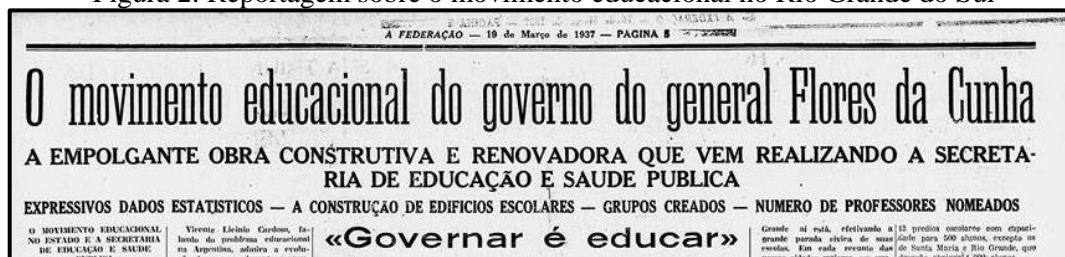 Figura 2: Reportagem sobre o movimento educacional no Rio Grande do Sul
A FEDERAÇÃO — 19 de Março de 1937 — PAGINA 5
O movimento educacional do governo do general Flores da Cunha
A EMPOLGANTE OBRA CONSTRUTIVA E RENOVADORA QUE VEM REALIZANDO A SECRETA-
RIA DE EDUCAÇÃO E SAUDE PUBLICA
EXPRESSIVOS DADOS ESTATISTICOS — A CONSTRUÇÃO DE EDIFICIOS ESCOLARES — GRUPOS CREADOS — NUMERO DE PROFESSORES NOMEADOS
O MOVIMENTO EDUCACIONAL
NO ESTADO E A SECRETARIA
DE EDUCAÇÃO E SAUDE
Vicente Licinio Cardoso, fa-
lando do problema educacional
na Argentina, admira a evolu-
«Governar é educar»
Grande aí está, efetivando a
grande parada civica de suas
escolas. Em cada recanto das
12 predios escolares com capaci-
dade para 500 alunos, exceto os
de Santa Maria e Rio Grande, que